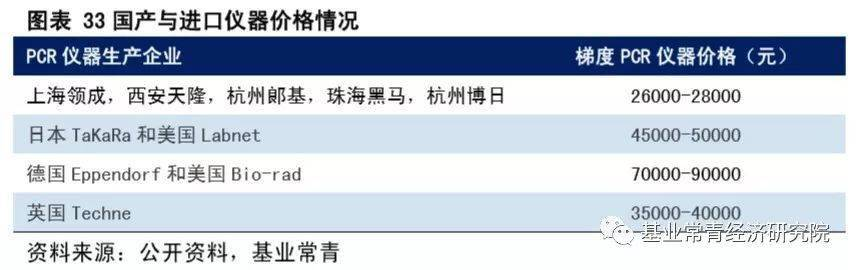 图表 33 国产与进口仪器价格情况
PCR 仪器生产企业 梯度 PCR 仪器价格（元）
上海领成，西安天隆，杭州郎基，珠海黑马，杭州博日 26000-28000
日本 TaKaRa 和美国 Labnet 45000-50000
德国 Eppendorf 和美国 Bio-rad 70000-90000
英国 Techne 35000-40000
资料来源：公开资料，基业常青
基业常青经济研究院